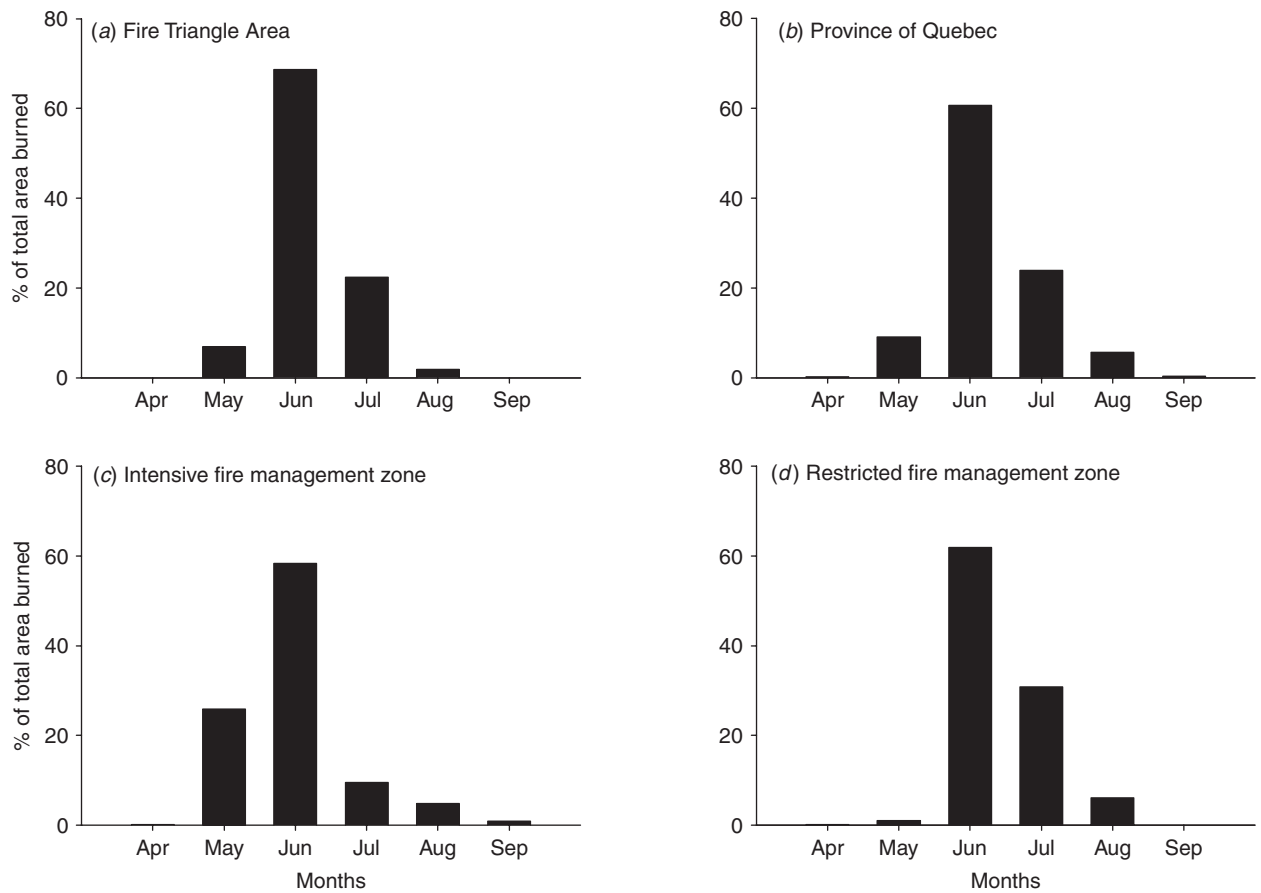 (a) Fire Triangle Area
80
60
40
20
0
% of total area burned
Apr May Jun Jul Aug Sep
(b) Province of Quebec
80
60
40
20
0
Apr May Jun Jul Aug Sep
(c) Intensive fire management zone
80
60
40
20
0
% of total area burned
Apr May Jun Jul Aug Sep
Months
(d) Restricted fire management zone
80
60
40
20
0
Apr May Jun Jul Aug Sep
Months